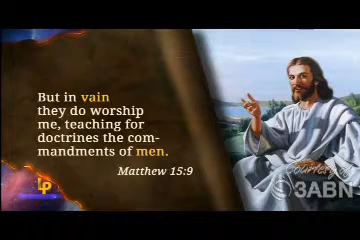 But in vain
they do worship
me, teaching for
doctrines the com-
mandments of men.
Matthew 15:9
LP
Courtesy of
3ABN